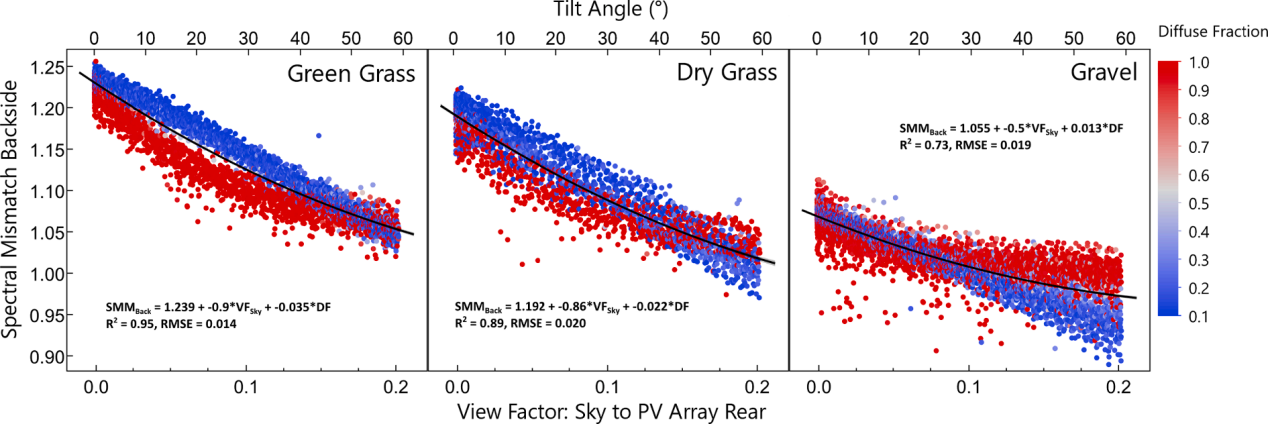 Tilt Angle (°)
0 10 20 30 40 50 60 0 10 20 30 40 50 60 0 10 20 30 40 50 60
Diffuse Fraction
Green Grass
Dry Grass
Gravel
Spectral Mismatch Backside
1.25
1.20
1.15
1.10
1.05
1.00
0.95
0.90
SMM_Back = 1.239 + -0.9*VF_Sky + -0.035*DF
R² = 0.95, RMSE = 0.014
SMM_Back = 1.192 + -0.86*VF_Sky + -0.022*DF
R² = 0.89, RMSE = 0.020
SMM_Back = 1.055 + -0.5*VF_Sky + 0.013*DF
R² = 0.73, RMSE = 0.019
1.0
0.9
0.8
0.7
0.6
0.5
0.4
0.3
0.2
0.1
0.0 0.1 0.2 0.0 0.1 0.2 0.0 0.1 0.2
View Factor: Sky to PV Array Rear